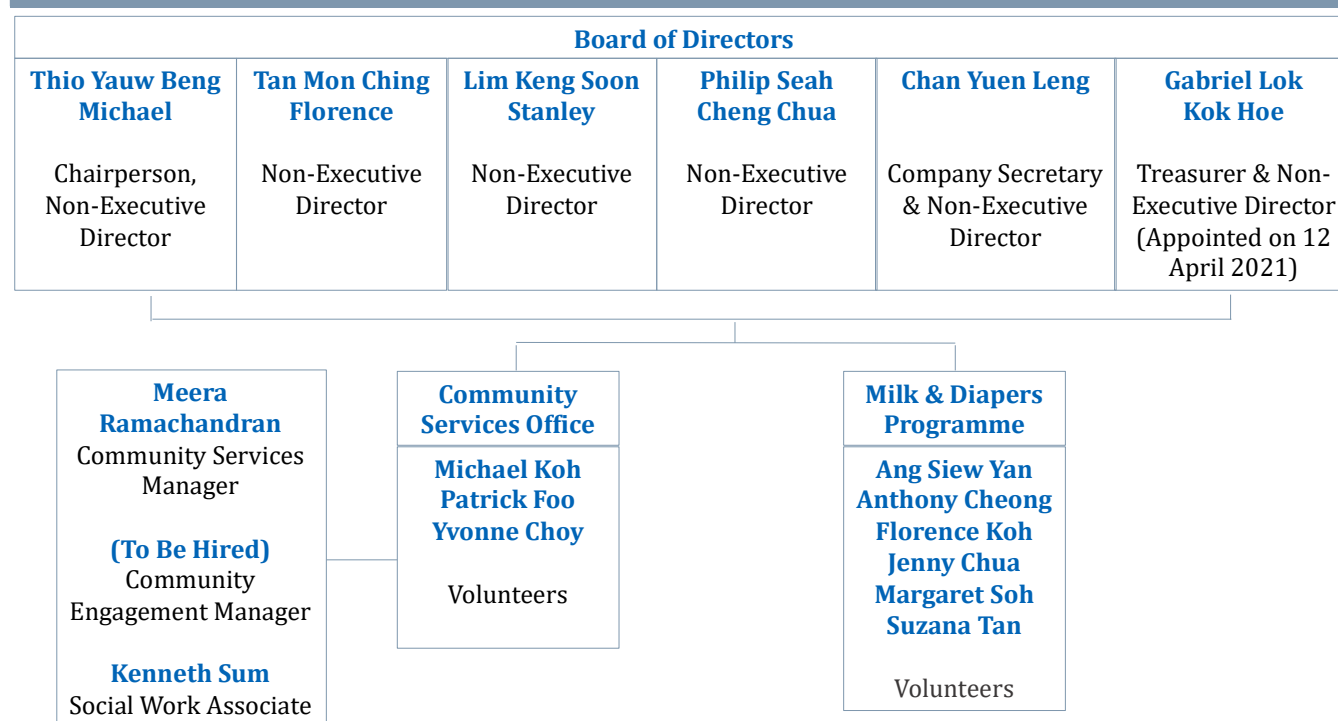 Board of Directors
Thio Yauw Beng
Michael
Chairperson,
Non-Executive
Director
Tan Mon Ching
Florence
Non-Executive
Director
Lim Keng Soon
Stanley
Non-Executive
Director
Philip Seah
Cheng Chua
Non-Executive
Director
Chan Yuen Leng
Company Secretary
& Non-Executive
Director
Gabriel Lok
Kok Hoe
Treasurer & Non-
Executive Director
(Appointed on 12
April 2021)
Meera
Ramachandran
Community Services
Manager
(To Be Hired)
Community
Engagement Manager
Kenneth Sum
Social Work Associate
Community
Services Office
Michael Koh
Patrick Foo
Yvonne Choy
Volunteers
Milk & Diapers
Programme
Ang Siew Yan
Anthony Cheong
Florence Koh
Jenny Chua
Margaret Soh
Suzana Tan
Volunteers